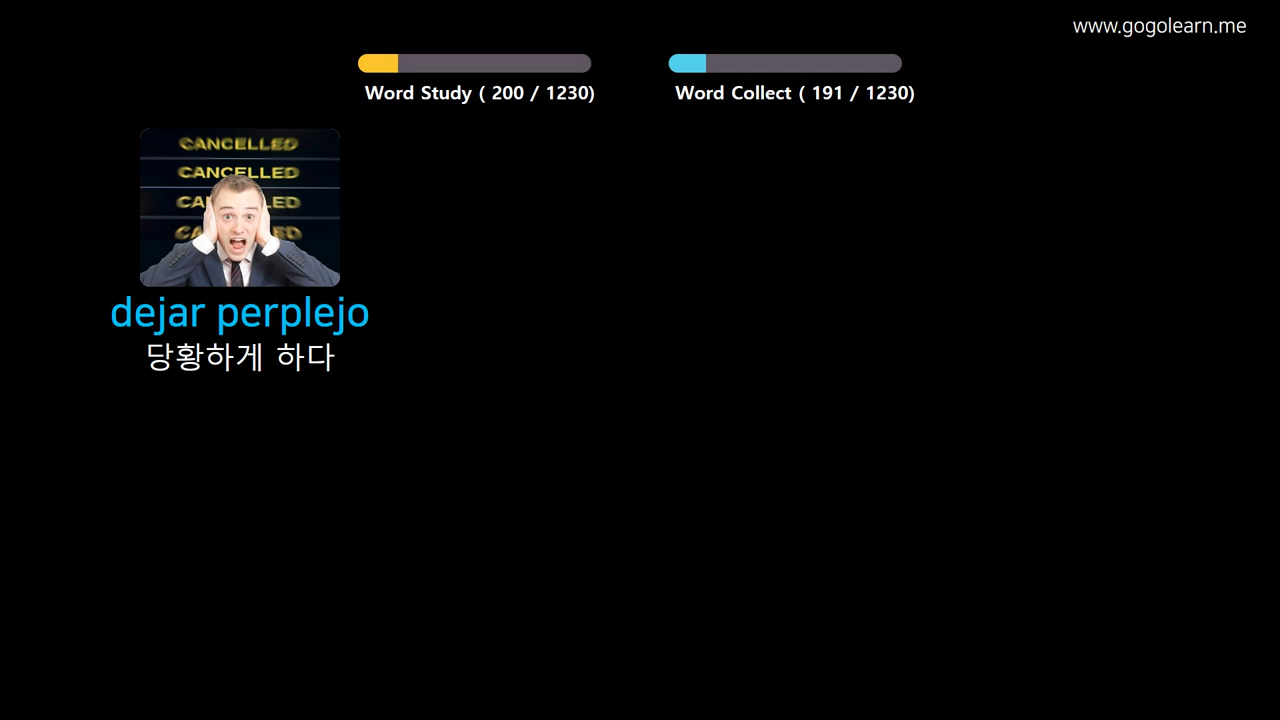 www.gogolearn.me
Word Study ( 200 / 1230)
Word Collect ( 191 / 1230)
CANCELLED
CANCELLED
dejar perplejo
당황하게 하다